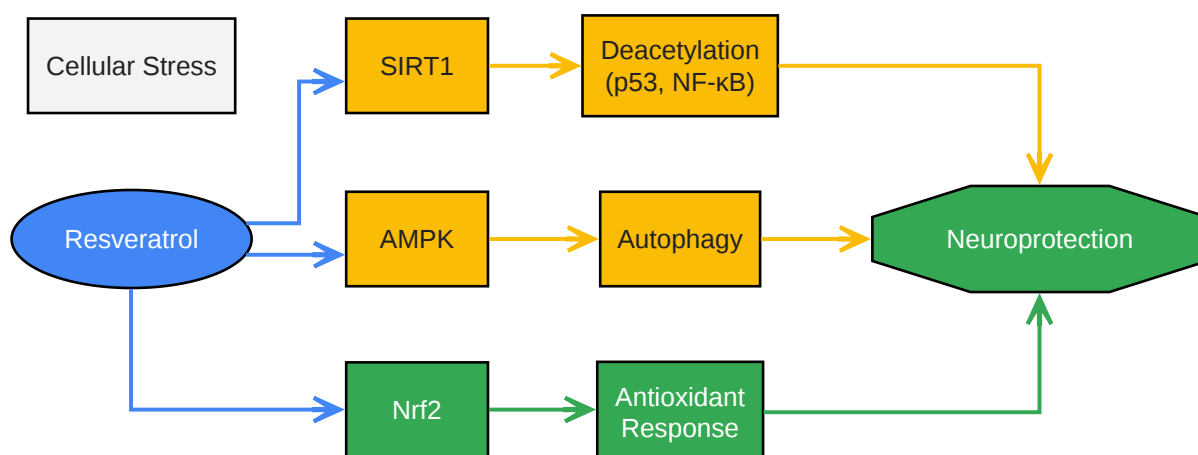 Cellular Stress
SIRT1
Deacetylation
(p53, NF-κB)
Resveratrol
AMPK
Autophagy
Neuroprotection
Nrf2
Antioxidant
Response